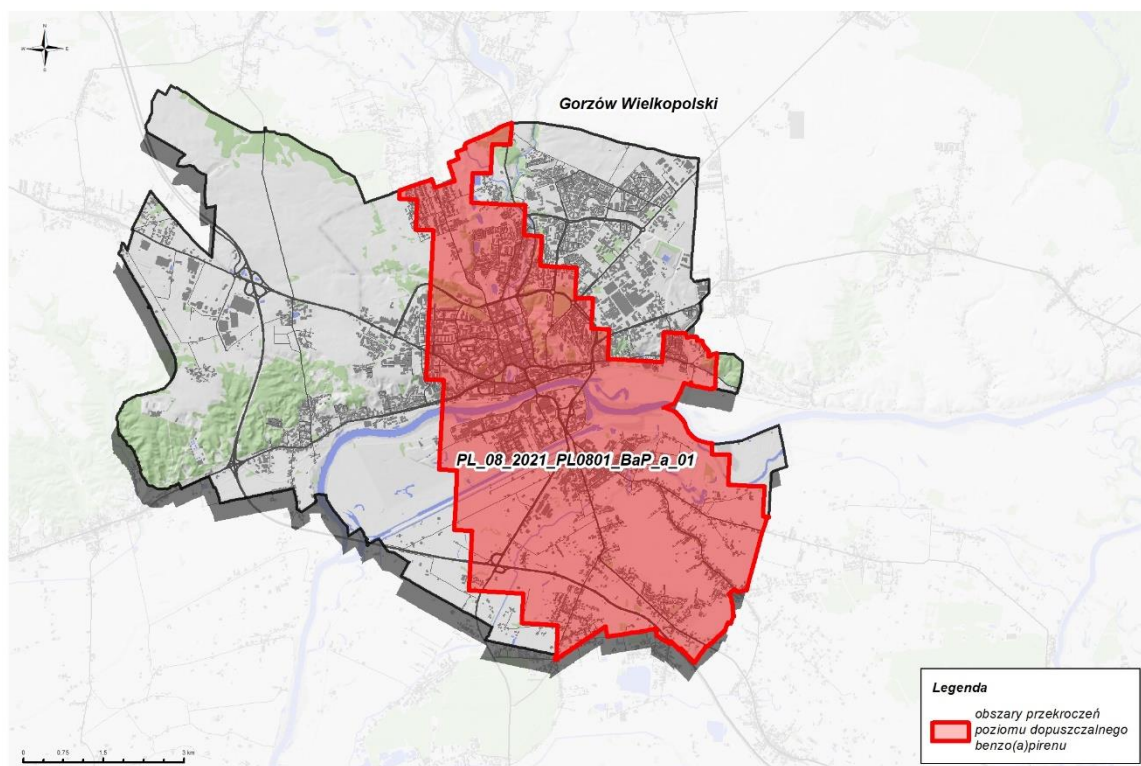 N
W
E
S
Gorzów Wielkopolski
PL_08_2021_PL0801_BaP_a_01
Legenda
obszary przekroczeń
poziomu dopuszczalnego
benzo(a)pirenu
0 0.75 1.5 3 km